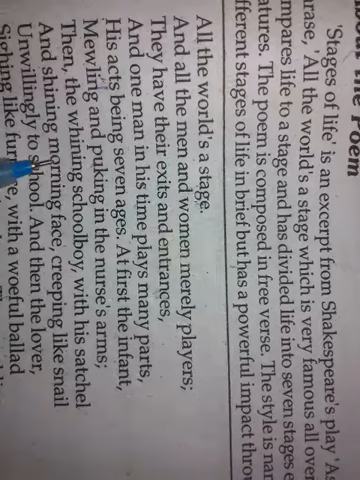 the Poem
'Stages of life' is an excerpt from Shakespeare's play 'As
rase, 'All the world's a stage which is very famous all over
mpares life to a stage and has divided life into seven stages e
atures. The poem is composed in free verse. The style is nar
fferent stages of life in brief but has a powerful impact throu
All the world's a stage.
And all the men and women merely players;
They have their exits and entrances,
And one man in his time plays many parts,
His acts being seven ages. At first the infant,
Mewling and puking in the nurse's arms;
Then, the whining schoolboy, with his satchel
And shining morning face, creeping like snail
Unwillingly to school. And then the lover,
Sighing like fur ce, with a woeful ballad